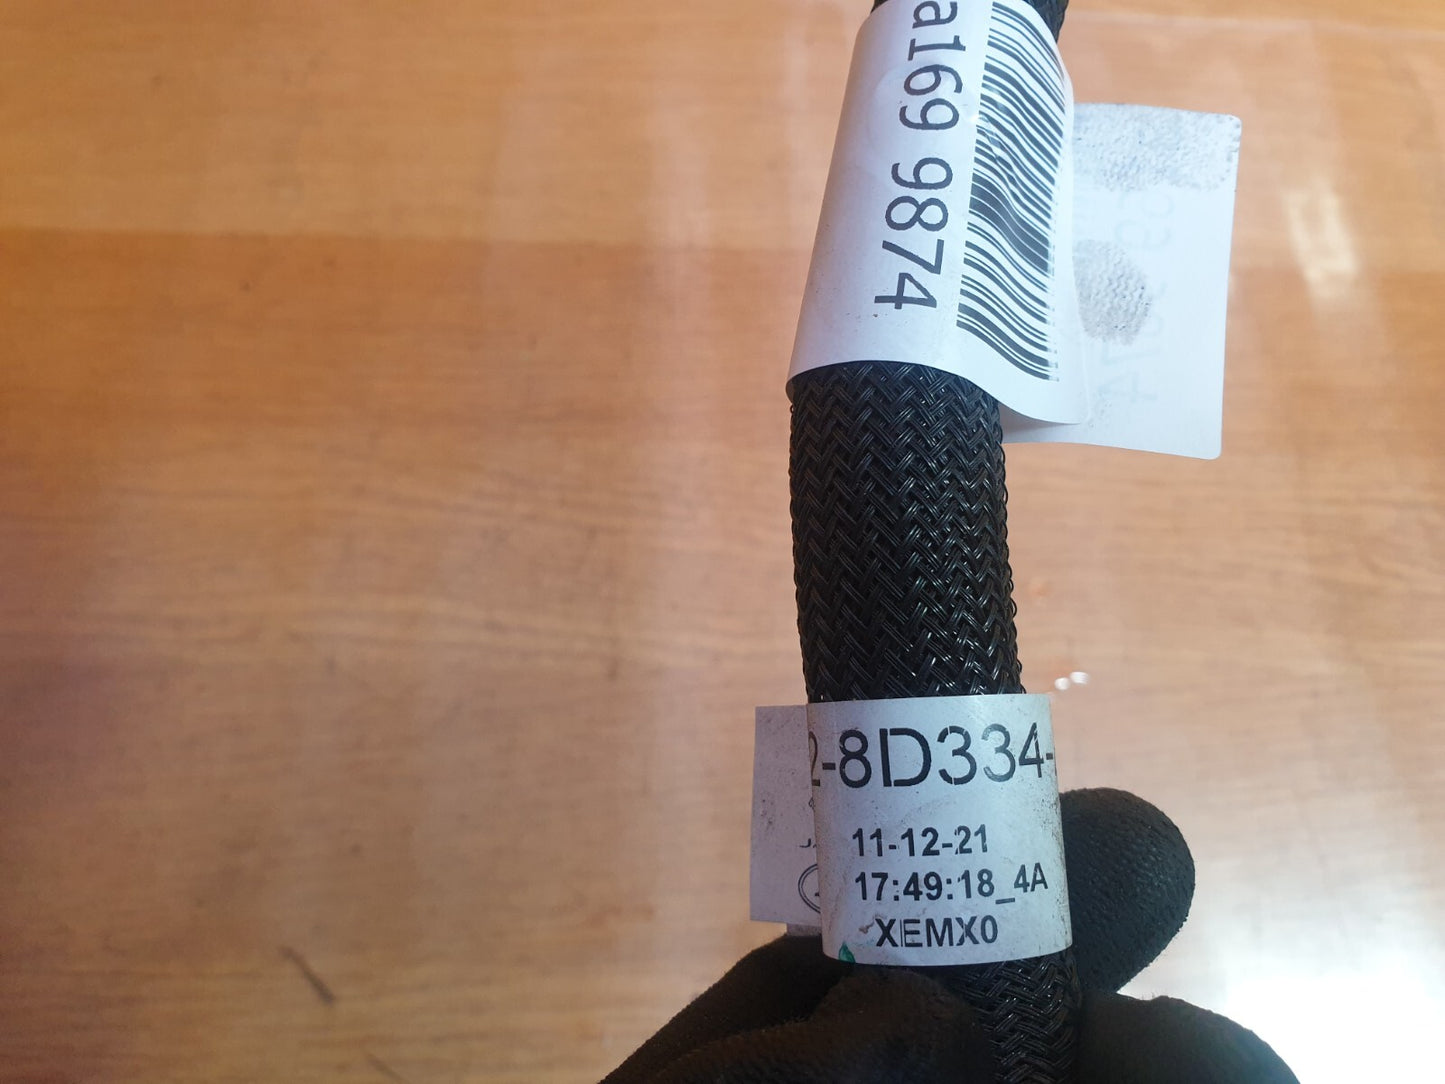 a169 9874
2-8D334-
11-12-21
17:49:18_4A
XEMX0